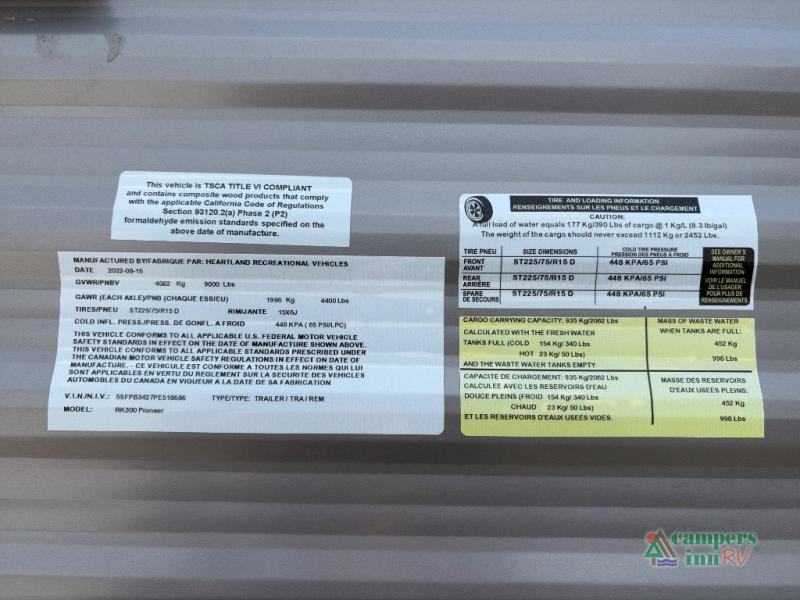 This vehicle is TSCA TITLE VI COMPLIANT
and contains composite wood products that comply
with the applicable California Code of Regulations
Section 93120.2(a) Phase 2 (P2)
formaldehyde emission standards specified on the
above date of manufacture.
MANUFACTURED BY/FABRIQUE PAR: HEARTLAND RECREATIONAL VEHICLES
DATE 2022-08-16
GVWR/PNBV 4082 Kg 9000 Lbs
GAWR (EACH AXLE)/PNB (CHAQUE ESSIEU) 1996 Kg 4400 Lbs
TIRES/PNEU ST225/75/R15 D RIM/JANTE 15X6J
COLD INFL. PRESS./PRESS. DE GONFL. A FROID 448 KPA ( 65 PSI/LPC)
THIS VEHICLE CONFORMS TO ALL APPLICABLE U.S. FEDERAL MOTOR VEHICLE
SAFETY STANDARDS IN EFFECT ON THE DATE OF MANUFACTURE SHOWN ABOVE.
THIS VEHICLE CONFORMS TO ALL APPLICABLE STANDARDS PRESCRIBED UNDER
THE CANADIAN MOTOR VEHICLE SAFETY REGULATIONS IN EFFECT ON DATE OF
MANUFACTURE. - CE VEHICULE EST CONFORME A TOUTES LES NORMES QUI LUI
SONT APPLICABLES EN VERTU DU REGLEMENT SUR LA SECURITE DES VEHICLES
AUTOMOBILES DU CANADA EN VIGUEUR A LA DATE DE SA FABRICATION
V.I.N./N.I.V.: 5SFPB3427PE518686 TYPE/TYPE: TRAILER / TRA / REM
MODEL: RK300 Pioneer
TIRE AND LOADING INFORMATION
RENSEIGNEMENTS SUR LES PNEUS ET LE CHARGEMENT
CAUTION:
A full load of water equals 177 Kg/390 Lbs of cargo @ 1 Kg/L (8.3 lb/gal)
The weight of the cargo should never exceed 1112 Kg or 2452 Lbs.
TIRE PNEU SIZE DIMENSIONS COLD TIRE PRESSURE
PRESSION DES PNEUS À FROID
FRONT
AVANT ST225/75/R15 D 448 KPA/65 PSI
REAR
ARRIÈRE ST225/75/R15 D 448 KPA/65 PSI
SPARE
DE SECOURS ST225/75/R15 D 448 KPA/65 PSI
SEE OWNER'S
MANUAL FOR
ADDITIONAL
INFORMATION
VOIR LE MANUEL
DE L'USAGER
POUR PLUS DE
RENSEIGNEMENTS
CARGO CARRYING CAPACITY: 935 Kg/2062 Lbs
CALCULATED WITH THE FRESH WATER
TANKS FULL (COLD 154 Kg/ 340 Lbs
HOT 23 Kg/ 50 Lbs)
AND THE WASTE WATER TANKS EMPTY
MASS OF WASTE WATER
WHEN TANKS ARE FULL:
452 Kg
996 Lbs
CAPACITE DE CHARGEMENT: 935 Kg/2062 Lbs
CALCULEE AVEC LES RESERVOIRS D'EAU
DOUCE PLEINS (FROID 154 Kg/ 340 Lbs
CHAUD 23 Kg/ 50 Lbs)
ET LES RESERVOIRS D'EAUX USEES VIDES.
MASSE DES RESERVOIRS
D'EAUX USEES PLEINS:
452 Kg
996 Lbs
campers
inn RV